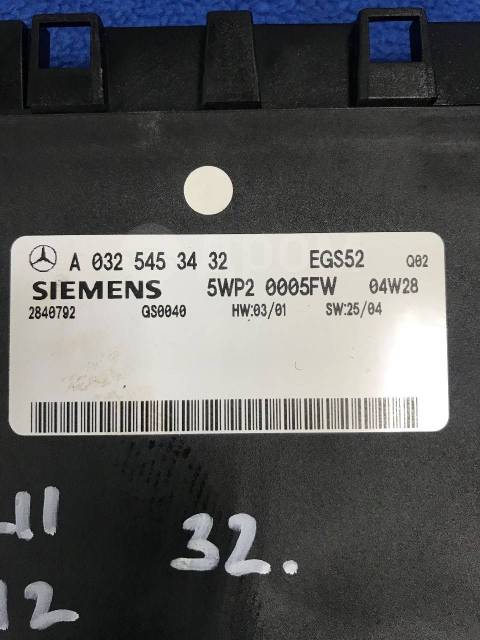 A 032 545 34 32 EGS52 Q02
SIEMENS 5WP2 0005FW 04W28
2840792 GS0040 HW:03/01 SW:25/04
32.
12